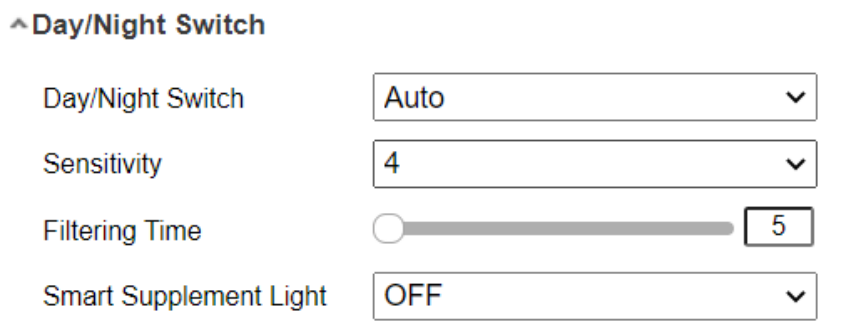 Day/Night Switch
Day/Night Switch Auto
Sensitivity 4
Filtering Time 5
Smart Supplement Light OFF